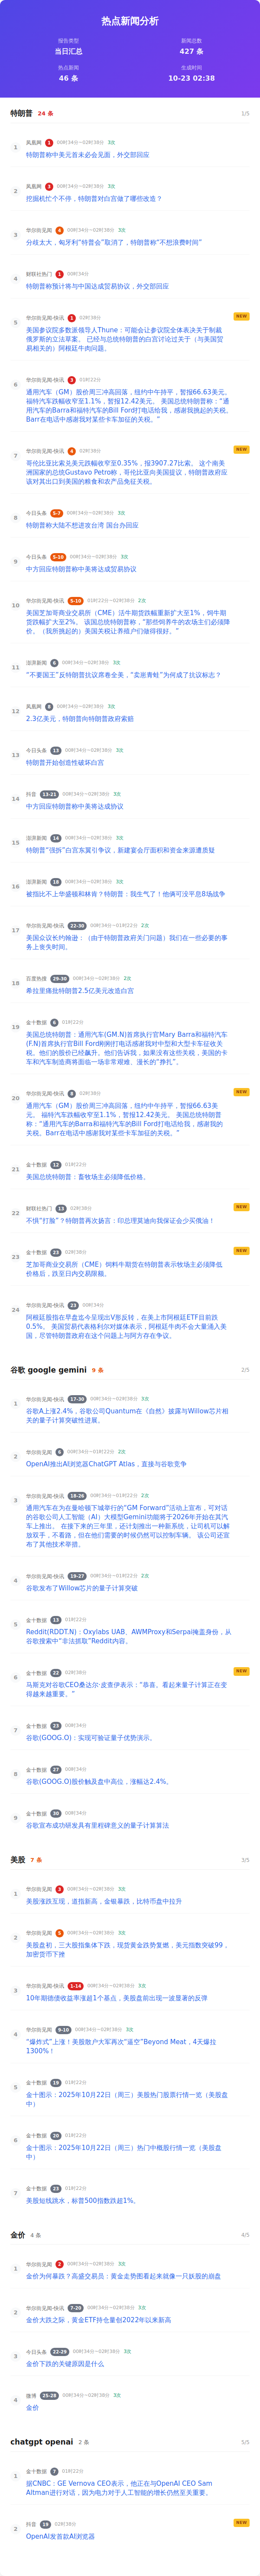 热点新闻分析
报告类型
当日汇总
新闻总数
427 条
热点新闻
46 条
生成时间
10-23 02:38
特朗普 24 条 1/5
1 凤凰网 1 00时34分~02时38分 3次
特朗普称中美元首未必会见面，外交部回应
2 凤凰网 3 00时34分~02时38分 3次
挖掘机忙个不停，特朗普对白宫做了哪些改造？
3 华尔街见闻 4 00时34分~02时38分 3次
分歧太大，匈牙利“特普会”取消了，特朗普称“不想浪费时间”
4 财联社热门 1 00时34分
特朗普预计将与中国达成贸易协议，外交部回应
5 华尔街见闻-快讯 1 02时38分 NEW
美国参议院多数派领导人Thune：可能会让参议院全体表决关于制裁
俄罗斯的立法草案。 已经与总统特朗普的白宫讨论过关于（与美国贸
易相关的）阿根廷牛肉问题。
6 华尔街见闻-快讯 3 01时22分
通用汽车（GM）股价周三冲高回落，纽约中午持平，暂报66.63美元。
福特汽车跌幅收窄至1.1%，暂报12.42美元。 美国总统特朗普称：“通
用汽车的Barra和福特汽车的Bill Ford打电话给我，感谢我挑起的关税。
Barr在电话中感谢我对某些卡车加征的关税。”
7 华尔街见闻-快讯 4 02时38分 NEW
哥伦比亚比索兑美元跌幅收窄至0.35%，报3907.27比索。 这个南美
洲国家的总统Gustavo Petro称，哥伦比亚向美国提议，特朗普政府应
该对其出口到美国的粮食和农产品免征关税。
8 今日头条 5-7 00时34分~02时38分 3次
特朗普称大陆不想进攻台湾 国台办回应
9 今日头条 5-10 00时34分~02时38分 3次
中方回应特朗普称中美将达成贸易协议
10 华尔街见闻-快讯 5-10 01时22分~02时38分 2次
美国芝加哥商业交易所（CME）活牛期货跌幅重新扩大至1%，饲牛期
货跌幅扩大至2%。 该国总统特朗普称，“那些饲养牛的农场主们必须降
价。（我所挑起的）美国关税让养殖户们做得很好。”
11 澎湃新闻 6 00时34分~02时38分 3次
“不要国王”反特朗普抗议席卷全美，“卖崽青蛙”为何成了抗议标志？
12 凤凰网 8 00时34分~02时38分 3次
2.3亿美元，特朗普向特朗普政府索赔
13 今日头条 13 00时34分~02时38分 3次
特朗普开始创造性破坏白宫
14 抖音 13-21 00时34分~02时38分 3次
中方回应特朗普称中美将达成协议
15 澎湃新闻 14 00时34分~02时38分 3次
特朗普“强拆”白宫东翼引争议，新建宴会厅面积和资金来源遭质疑
16 澎湃新闻 19 00时34分~02时38分 3次
被指比不上华盛顿和林肯？特朗普：我生气了！他俩可没平息8场战争
17 华尔街见闻-快讯 22-30 00时34分~01时22分 2次
美国众议长约翰逊：（由于特朗普政府关门问题）我们在一些必要的事
务上丧失时间。
18 百度热搜 29-30 00时34分~02时38分 2次
希拉里痛批特朗普2.5亿美元改造白宫
19 金十数据 6 01时22分
美国总统特朗普：通用汽车(GM.N)首席执行官Mary Barra和福特汽车
(F.N)首席执行官Bill Ford刚刚打电话感谢我对中型和大型卡车征收关
税。他们的股价已经飙升。他们告诉我，如果没有这些关税，美国的卡
车和汽车制造商将面临一场非常艰难、漫长的“挣扎”。
20 华尔街见闻-快讯 8 02时38分 NEW
通用汽车（GM）股价周三冲高回落，纽约中午持平，暂报66.63美
元。 福特汽车跌幅收窄至1.1%，暂报12.42美元。 美国总统特朗普
称：“通用汽车的Barra和福特汽车的Bill Ford打电话给我，感谢我的
关税。Barr在电话中感谢我对某些卡车加征的关税。”
21 金十数据 12 01时22分
美国总统特朗普：畜牧场主必须降低价格。
22 财联社热门 13 02时38分 NEW
不惧“打脸”？特朗普再次扬言：印总理莫迪向我保证会少买俄油！
23 金十数据 23 02时38分 NEW
芝加哥商业交易所（CME）饲料牛期货在特朗普表示牧场主必须降低
价格后，跌至日内交易限额。
24 华尔街见闻-快讯 23 00时34分
阿根廷股指在早盘迄今呈现出V形反转，在美上市阿根廷ETF目前跌
0.5%。 美国贸易代表格利尔对媒体表示，阿根廷牛肉不会大量涌入美
国，尽管特朗普政府在这个问题上与阿方存在争议。
谷歌 google gemini 9 条 2/5
1 华尔街见闻-快讯 17-30 00时34分~02时38分 3次
谷歌A上涨2.4%，谷歌公司Quantum在《自然》披露与Willow芯片相
关的量子计算突破性进展。
2 华尔街见闻 6 00时34分~01时22分 2次
OpenAI推出AI浏览器ChatGPT Atlas，直接与谷歌竞争
3 华尔街见闻-快讯 18-26 00时34分~01时22分 2次
通用汽车在为在曼哈顿下城举行的“GM Forward”活动上宣布，可对话
的谷歌公司人工智能（AI）大模型Gemini功能将于2026年开始在其汽
车上推出。 在接下来的三年里，还计划推出一种新系统，让司机可以解
放双手，不看路，但在他们需要的时候仍然可以控制车辆。 该公司还宣
布了其他技术举措。
4 华尔街见闻-快讯 19-27 00时34分~01时22分 2次
谷歌发布了Willow芯片的量子计算突破
5 金十数据 13 01时22分
Reddit(RDDT.N)：Oxylabs UAB、AWMProxy和Serpai掩盖身份，从
谷歌搜索中“非法抓取”Reddit内容。
6 金十数据 22 02时38分 NEW
马斯克对谷歌CEO桑达尔·皮查伊表示：“恭喜。看起来量子计算正在变
得越来越重要。”
7 金十数据 23 00时34分
谷歌(GOOG.O)：实现可验证量子优势演示。
8 金十数据 27 00时34分
谷歌(GOOG.O)股价触及盘中高位，涨幅达2.4%。
9 金十数据 30 00时34分
谷歌宣布成功研发具有里程碑意义的量子计算算法
美股 7 条 3/5
1 华尔街见闻 3 00时34分~02时38分 3次
美股涨跌互现，道指新高，金银暴跌，比特币盘中拉升
2 华尔街见闻 5 00时34分~02时38分 3次
美股盘初，三大股指集体下跌，现货黄金跌势复燃，美元指数突破99，
加密货币下挫
3 华尔街见闻-快讯 1-14 00时34分~02时38分 3次
10年期德债收益率涨超1个基点，美股盘前出现一波显著的反弹
4 华尔街见闻 9-10 00时34分~02时38分 3次
“爆炸式”上涨！美股散户大军再次“逼空”Beyond Meat，4天爆拉
1300%！
5 金十数据 19 01时22分
金十图示：2025年10月22日（周三）美股热门股票行情一览（美股盘
中）
6 金十数据 20 01时22分
金十图示：2025年10月22日（周三）热门中概股行情一览（美股盘
中）
7 金十数据 23 01时22分
美股短线跳水，标普500指数跌超1%。
金价 4 条 4/5
1 华尔街见闻 2 00时34分~02时38分 3次
金价为何暴跌？高盛交易员：黄金走势图看起来就像一只妖股的崩盘
2 华尔街见闻-快讯 7-20 00时34分~02时38分 3次
金价大跌之际，黄金ETF持仓量创2022年以来新高
3 今日头条 22-29 00时34分~02时38分 3次
金价下跌的关键原因是什么
4 微博 25-28 00时34分~02时38分 3次
金价
chatgpt openai 2 条 5/5
1 金十数据 7 01时22分
据CNBC：GE Vernova CEO表示，他正在与OpenAI CEO Sam
Altman进行对话，因为电力对于人工智能的增长仍然至关重要。
2 抖音 19 02时38分 NEW
OpenAI发首款AI浏览器